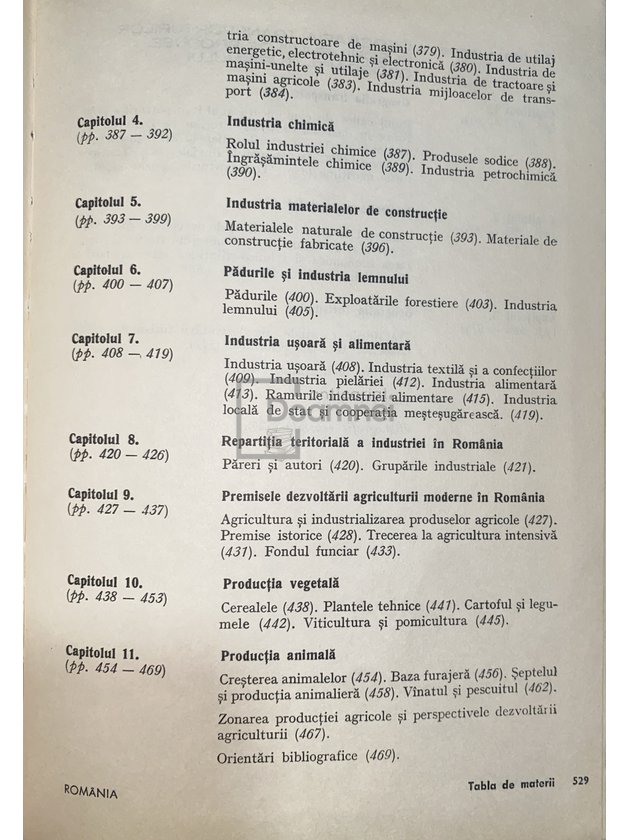 tria constructoare de mașini (379). Industria de utilaj
energetic, electrotehnic și electronică (380). Industria de
mașini-unelte și utilaje (381). Industria de tractoare și
mașini agricole (383). Industria mijloacelor de trans-
port (384).
Capitolul 4.
(pp. 387 — 392)
Industria chimică
Rolul industriei chimice (387). Produsele sodice (388).
Îngrășămintele chimice (389). Industria petrochimică
(390).
Capitolul 5.
(pp. 393 — 399)
Industria materialelor de construcție
Materialele naturale de construcție (393). Materiale de
construcție fabricate (396).
Capitolul 6.
(pp. 400 — 407)
Pădurile și industria lemnului
Pădurile (400). Exploatările forestiere (403). Industria
lemnului (405).
Capitolul 7.
(pp. 408 — 419)
Industria ușoară și alimentară
Industria ușoară (408). Industria textilă și a confecțiilor
(409). Industria pielăriei (412). Industria alimentară
(413). Ramurile industriei alimentare (415). Industria
locală de stat și cooperația meșteșugărească. (419).
Doamnei
Capitolul 8.
(pp. 420 — 426)
Repartiția teritorială a industriei în România
Păreri și autori (420). Grupările industriale (421).
Capitolul 9.
(pp. 427 — 437)
Premisele dezvoltării agriculturii moderne în România
Agricultura și industrializarea produselor agricole (427).
Premise istorice (428). Trecerea la agricultura intensivă
(431). Fondul funciar (433).
Capitolul 10.
(pp. 438 — 453)
Producția vegetală
Cerealele (438). Plantele tehnice (441). Cartoful și legu-
mele (442). Viticultura și pomicultura (445).
Capitolul 11.
(pp. 454 — 469)
Producția animală
Creșterea animalelor (454). Baza furajeră (456). Șeptelul
și producția animalieră (458). Vînatul și pescuitul (462).
Zonarea producției agricole și perspectivele dezvoltării
agriculturii (467).
Orientări bibliografice (469).
ROMÂNIA
Tabla de materii 529